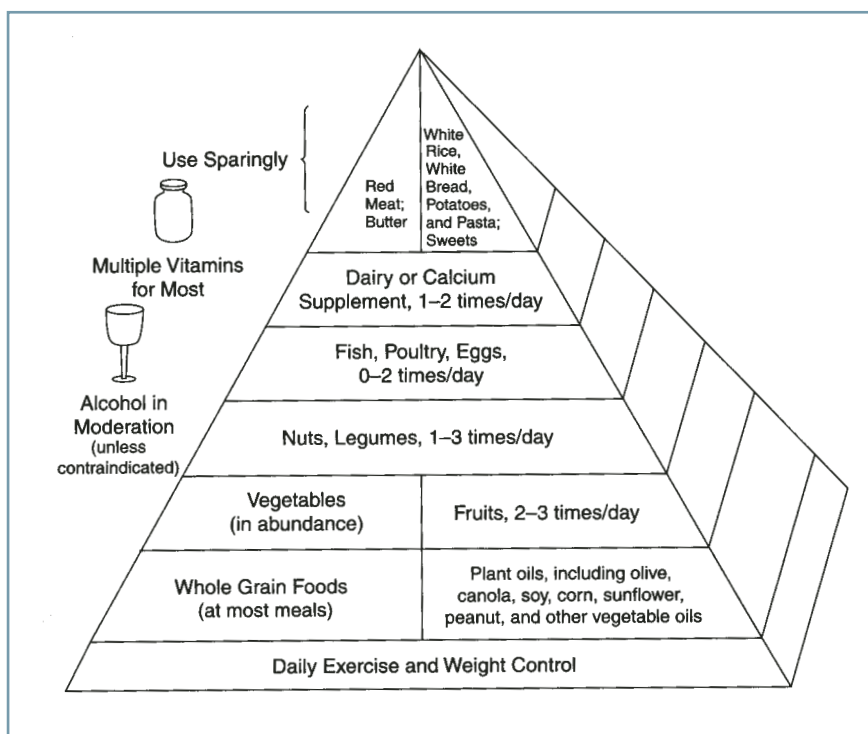 Use Sparingly
Red
Meat;
Butter
White
Rice,
White
Bread,
Potatoes,
and Pasta;
Sweets
Multiple Vitamins
for Most
Dairy or Calcium
Supplement, 1–2 times/day
Alcohol in
Moderation
(unless
contraindicated)
Fish, Poultry, Eggs,
0–2 times/day
Nuts, Legumes, 1–3 times/day
Vegetables
(in abundance)
Fruits, 2–3 times/day
Whole Grain Foods
(at most meals)
Plant oils, including olive,
canola, soy, corn, sunflower,
peanut, and other vegetable oils
Daily Exercise and Weight Control